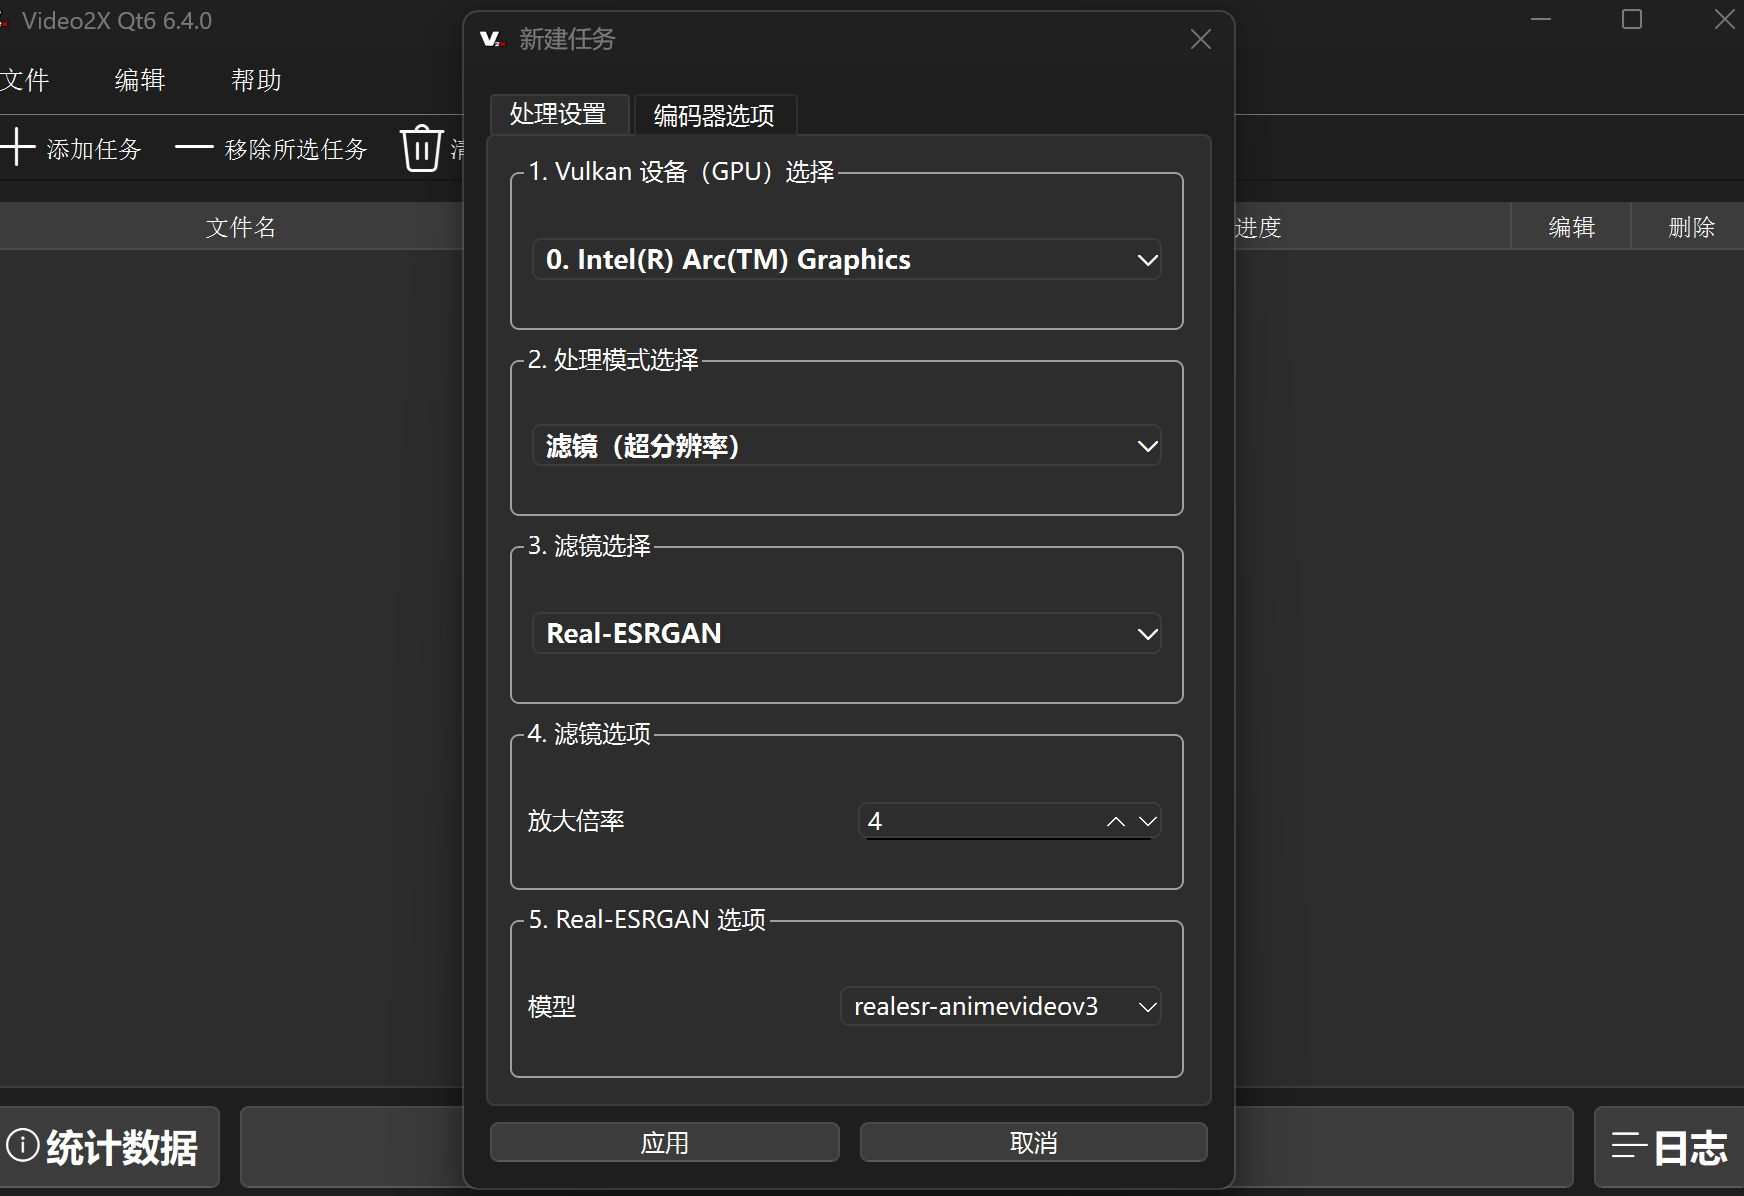 Video2X Qt6 6.4.0
新建任务
文件
编辑
帮助
添加任务
移除所选任务
清
处理设置
编码器选项
文件名
进度
编辑
删除
1. Vulkan 设备（GPU）选择
0. Intel(R) Arc(TM) Graphics
2. 处理模式选择
滤镜（超分辨率）
3. 滤镜选择
Real-ESRGAN
4. 滤镜选项
放大倍率
4
5. Real-ESRGAN 选项
模型
realesr-animevideov3
应用
取消
统计数据
日志